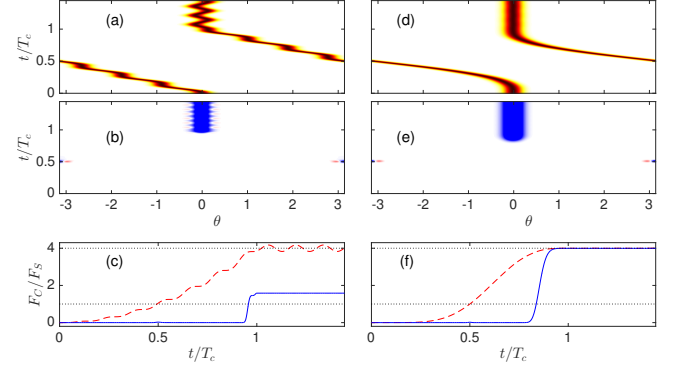 (a)
t/T_c
1
0.5
0
(d)
(b)
t/T_c
1
0.5
0
-3 -2 -1 0 1 2 3
θ
(e)
-3 -2 -1 0 1 2 3
θ
(c)
F_C/F_S
4
2
0
0 0.5 1
t/T_c
(f)
0 0.5 1
t/T_c